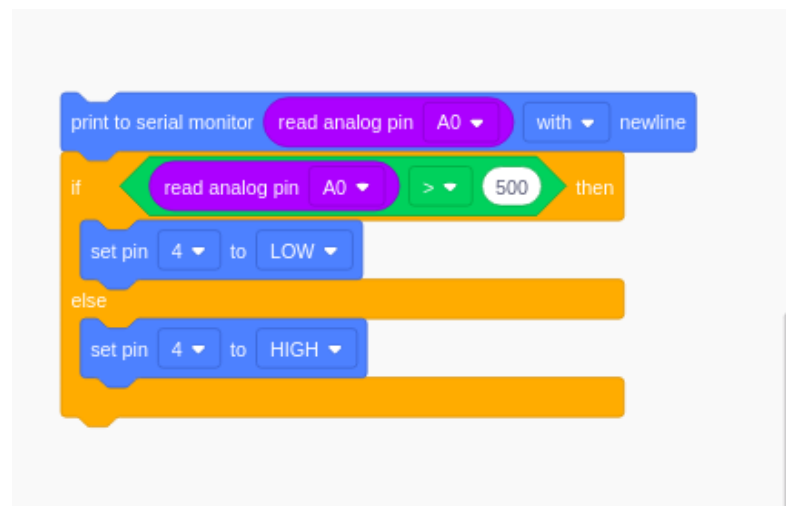 print to serial monitor read analog pin A0 with newline
if read analog pin A0 > 500 then
set pin 4 to LOW
else
set pin 4 to HIGH